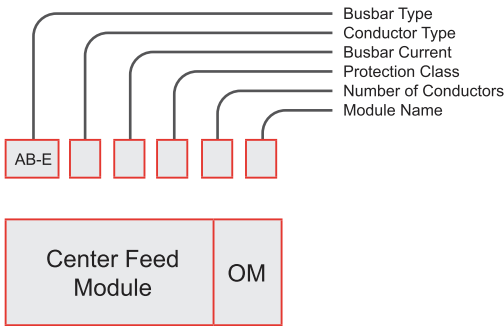 Busbar Type
Conductor Type
Busbar Current
Protection Class
Number of Conductors
Module Name
AB-E
Center Feed
Module
OM